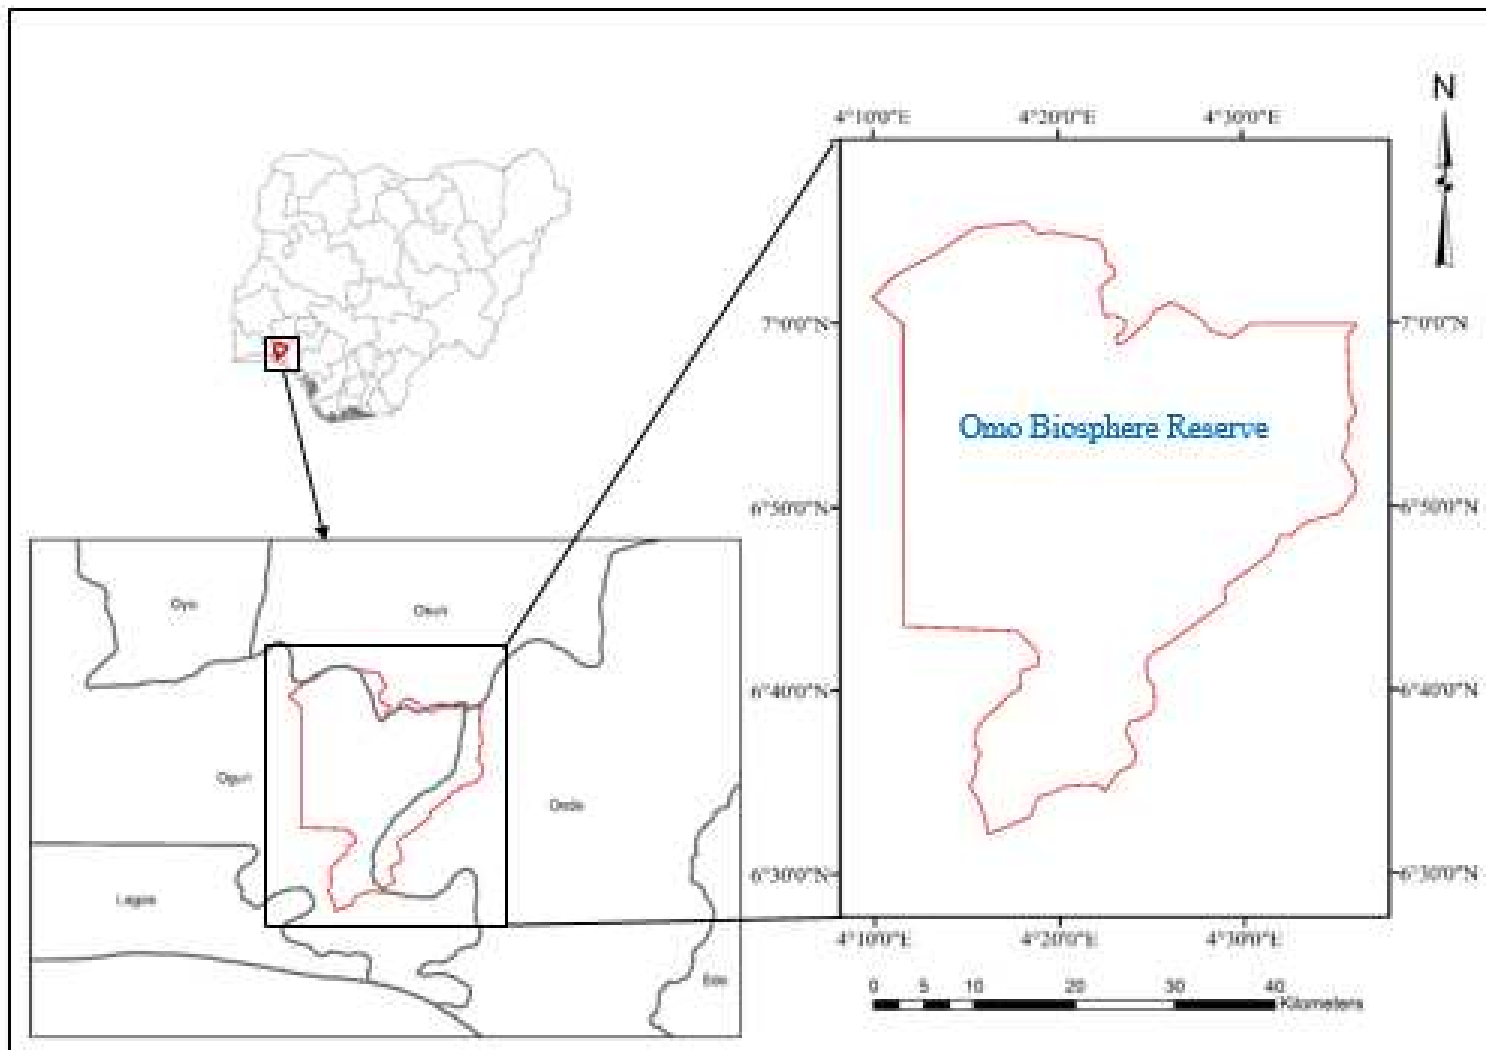 N
4°10'0"E 4°20'0"E 4°30'0"E
7°0'0"N 7°0'0"N
Omo Biosphere Reserve
6°50'0"N 6°50'0"N
Oyo Osun
6°40'0"N 6°40'0"N
Ogun Ondo
6°30'0"N 6°30'0"N
Lagos
4°10'0"E 4°20'0"E 4°30'0"E
Edo
0 5 10 20 30 40
Kilometers